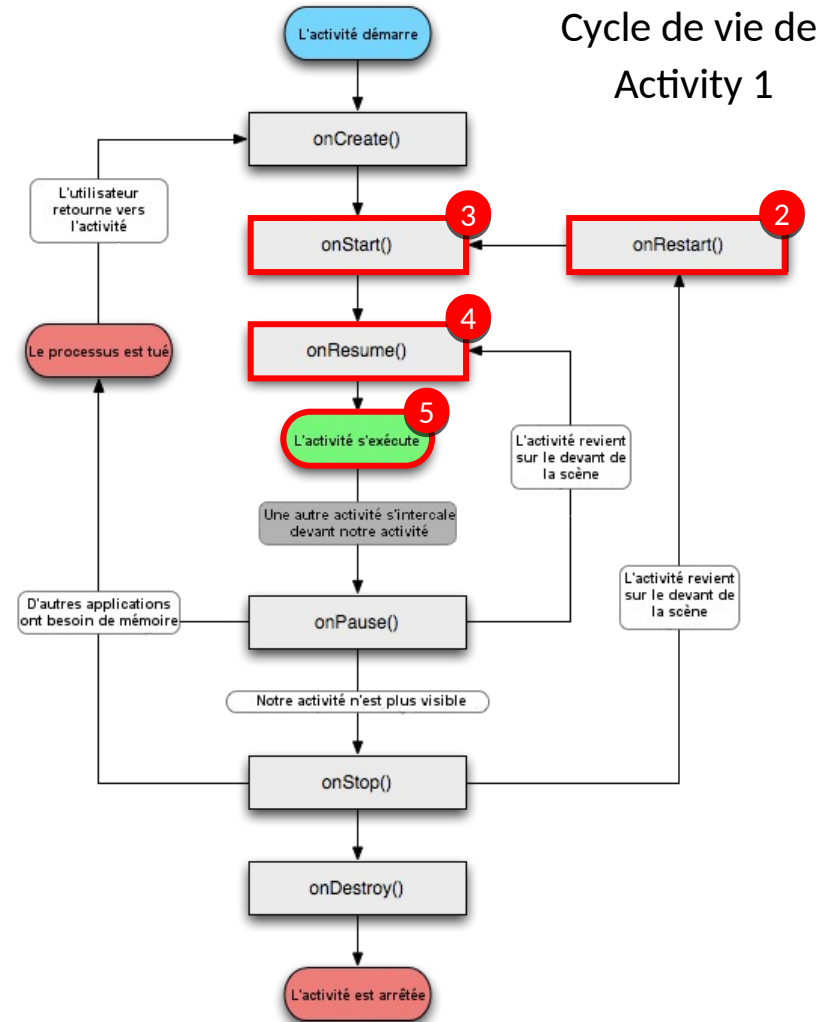 Cycle de vie de
Activity 1
L'activité démarre
onCreate()
L'utilisateur
retourne vers
l'activité
3
onStart()
2
onRestart()
4
onResume()
Le processus est tué
5
L'activité s'exécute
L'activité revient
sur le devant de
la scène
Une autre activité s'intercale
devant notre activité
L'activité revient
sur le devant de
la scène
D'autres applications
ont besoin de mémoire
onPause()
Notre activité n'est plus visible
onStop()
onDestroy()
L'activité est arrêtée